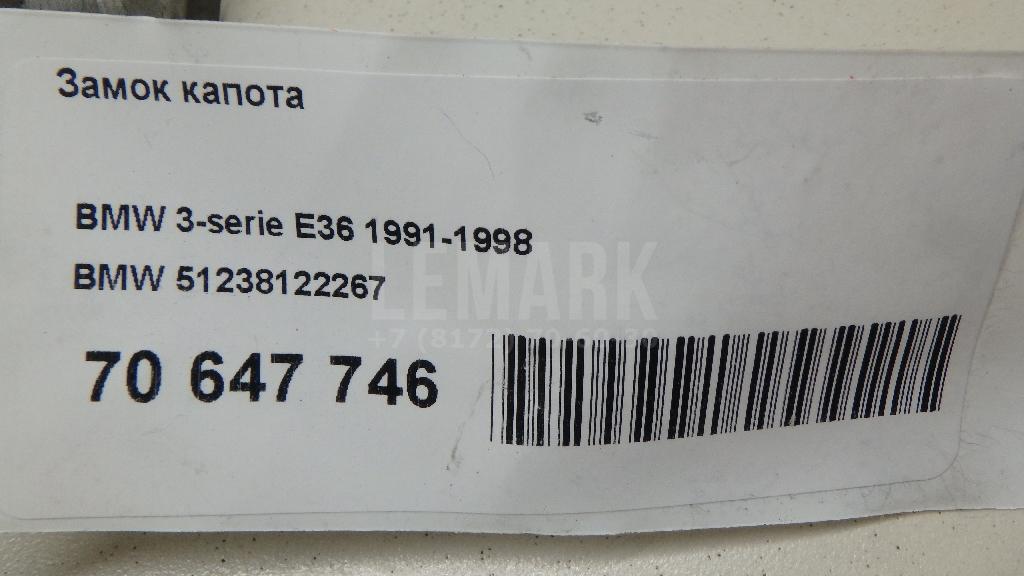 Замок капота
BMW 3-serie E36 1991-1998
BMW 51238122267
LEMARK
70 647 746